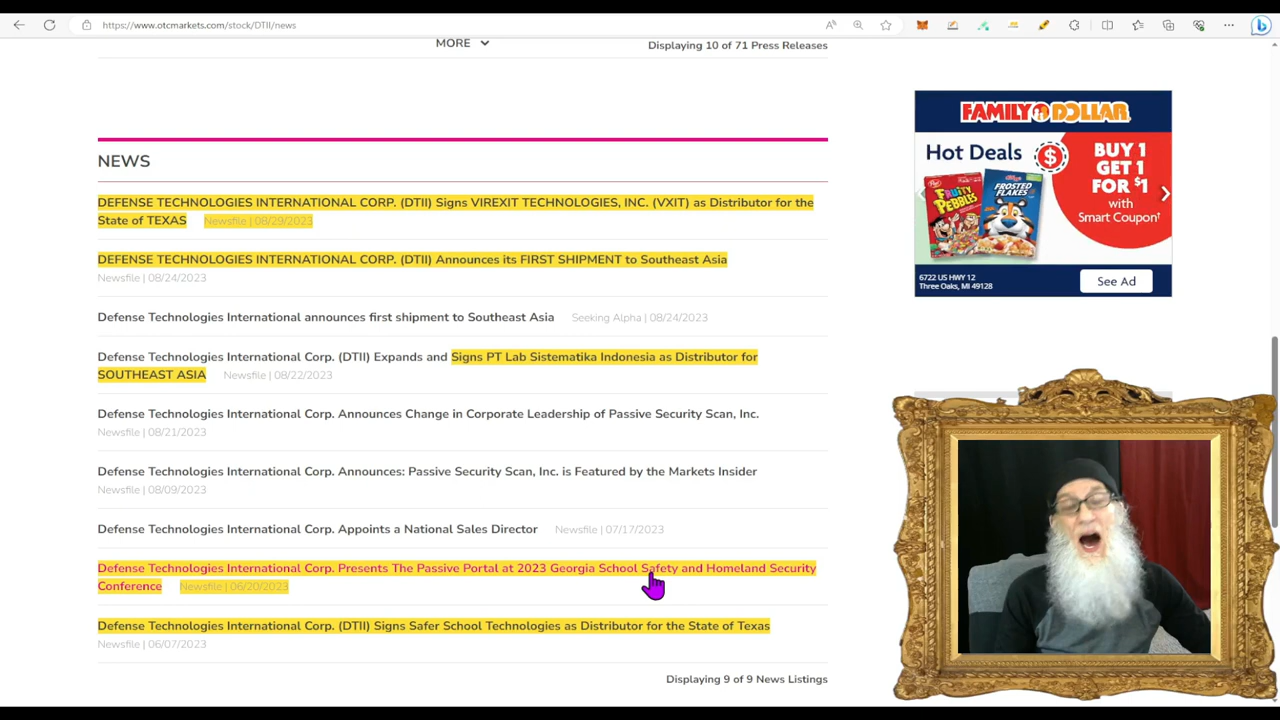 https://www.otcmarkets.com/stock/DTII/news
MORE
Displaying 10 of 71 Press Releases
NEWS
DEFENSE TECHNOLOGIES INTERNATIONAL CORP. (DTII) Signs VIREXIT TECHNOLOGIES, INC. (VXIT) as Distributor for the
State of TEXAS Newsfile | 08/29/2023
DEFENSE TECHNOLOGIES INTERNATIONAL CORP. (DTII) Announces its FIRST SHIPMENT to Southeast Asia
Newsfile | 08/24/2023
Defense Technologies International announces first shipment to Southeast Asia Seeking Alpha | 08/24/2023
Defense Technologies International Corp. (DTII) Expands and Signs PT Lab Sistematika Indonesia as Distributor for
SOUTHEAST ASIA Newsfile | 08/22/2023
Defense Technologies International Corp. Announces Change in Corporate Leadership of Passive Security Scan, Inc.
Newsfile | 08/21/2023
Defense Technologies International Corp. Announces: Passive Security Scan, Inc. is Featured by the Markets Insider
Newsfile | 08/09/2023
Defense Technologies International Corp. Appoints a National Sales Director Newsfile | 07/17/2023
Defense Technologies International Corp. Presents The Passive Portal at 2023 Georgia School Safety and Homeland Security
Conference Newsfile | 06/20/2023
Defense Technologies International Corp. (DTII) Signs Safer School Technologies as Distributor for the State of Texas
Newsfile | 06/07/2023
Displaying 9 of 9 News Listings
FAMILY DOLLAR
Hot Deals
BUY 1
GET 1
FOR $1
with
Smart Coupon†
FRUITY PEBBLES
FROSTED FLAKES
6722 US HWY 12
Three Oaks, MI 49128
See Ad